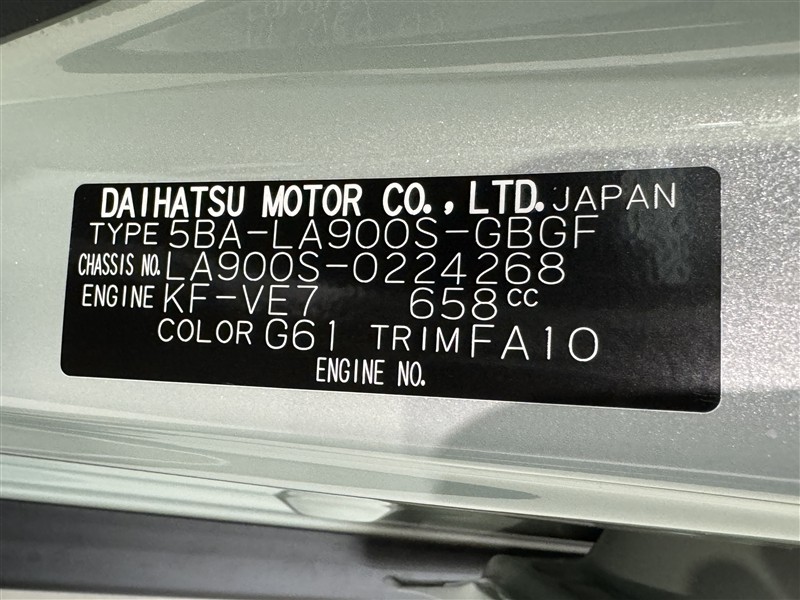 DAIHATSU MOTOR CO., LTD. JAPAN
TYPE 5BA-LA900S-GBGF
CHASSIS NO. LA900S-0224268
ENGINE KF-VE7 658CC
COLOR G61 TRIM FA10
ENGINE NO.